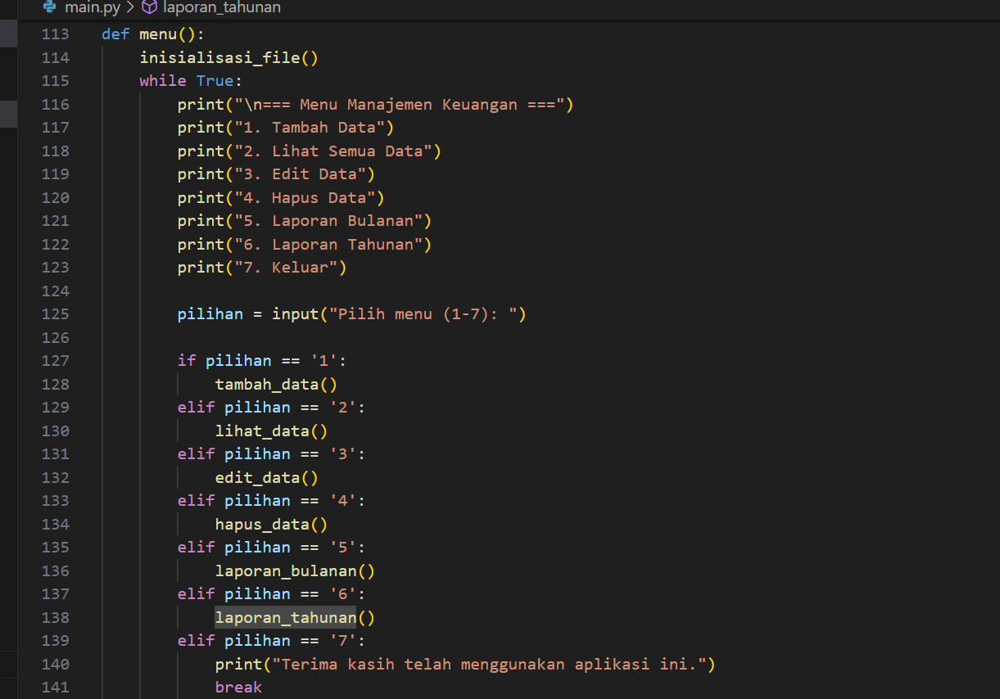 main.py > laporan_tahunan
113 def menu():
114     inisialisasi_file()
115     while True:
116         print("\n=== Menu Manajemen Keuangan ===")
117         print("1. Tambah Data")
118         print("2. Lihat Semua Data")
119         print("3. Edit Data")
120         print("4. Hapus Data")
121         print("5. Laporan Bulanan")
122         print("6. Laporan Tahunan")
123         print("7. Keluar")
124
125         pilihan = input("Pilih menu (1-7): ")
126
127         if pilihan == '1':
128             tambah_data()
129         elif pilihan == '2':
130             lihat_data()
131         elif pilihan == '3':
132             edit_data()
133         elif pilihan == '4':
134             hapus_data()
135         elif pilihan == '5':
136             laporan_bulanan()
137         elif pilihan == '6':
138             laporan_tahunan()
139         elif pilihan == '7':
140             print("Terima kasih telah menggunakan aplikasi ini.")
141             break